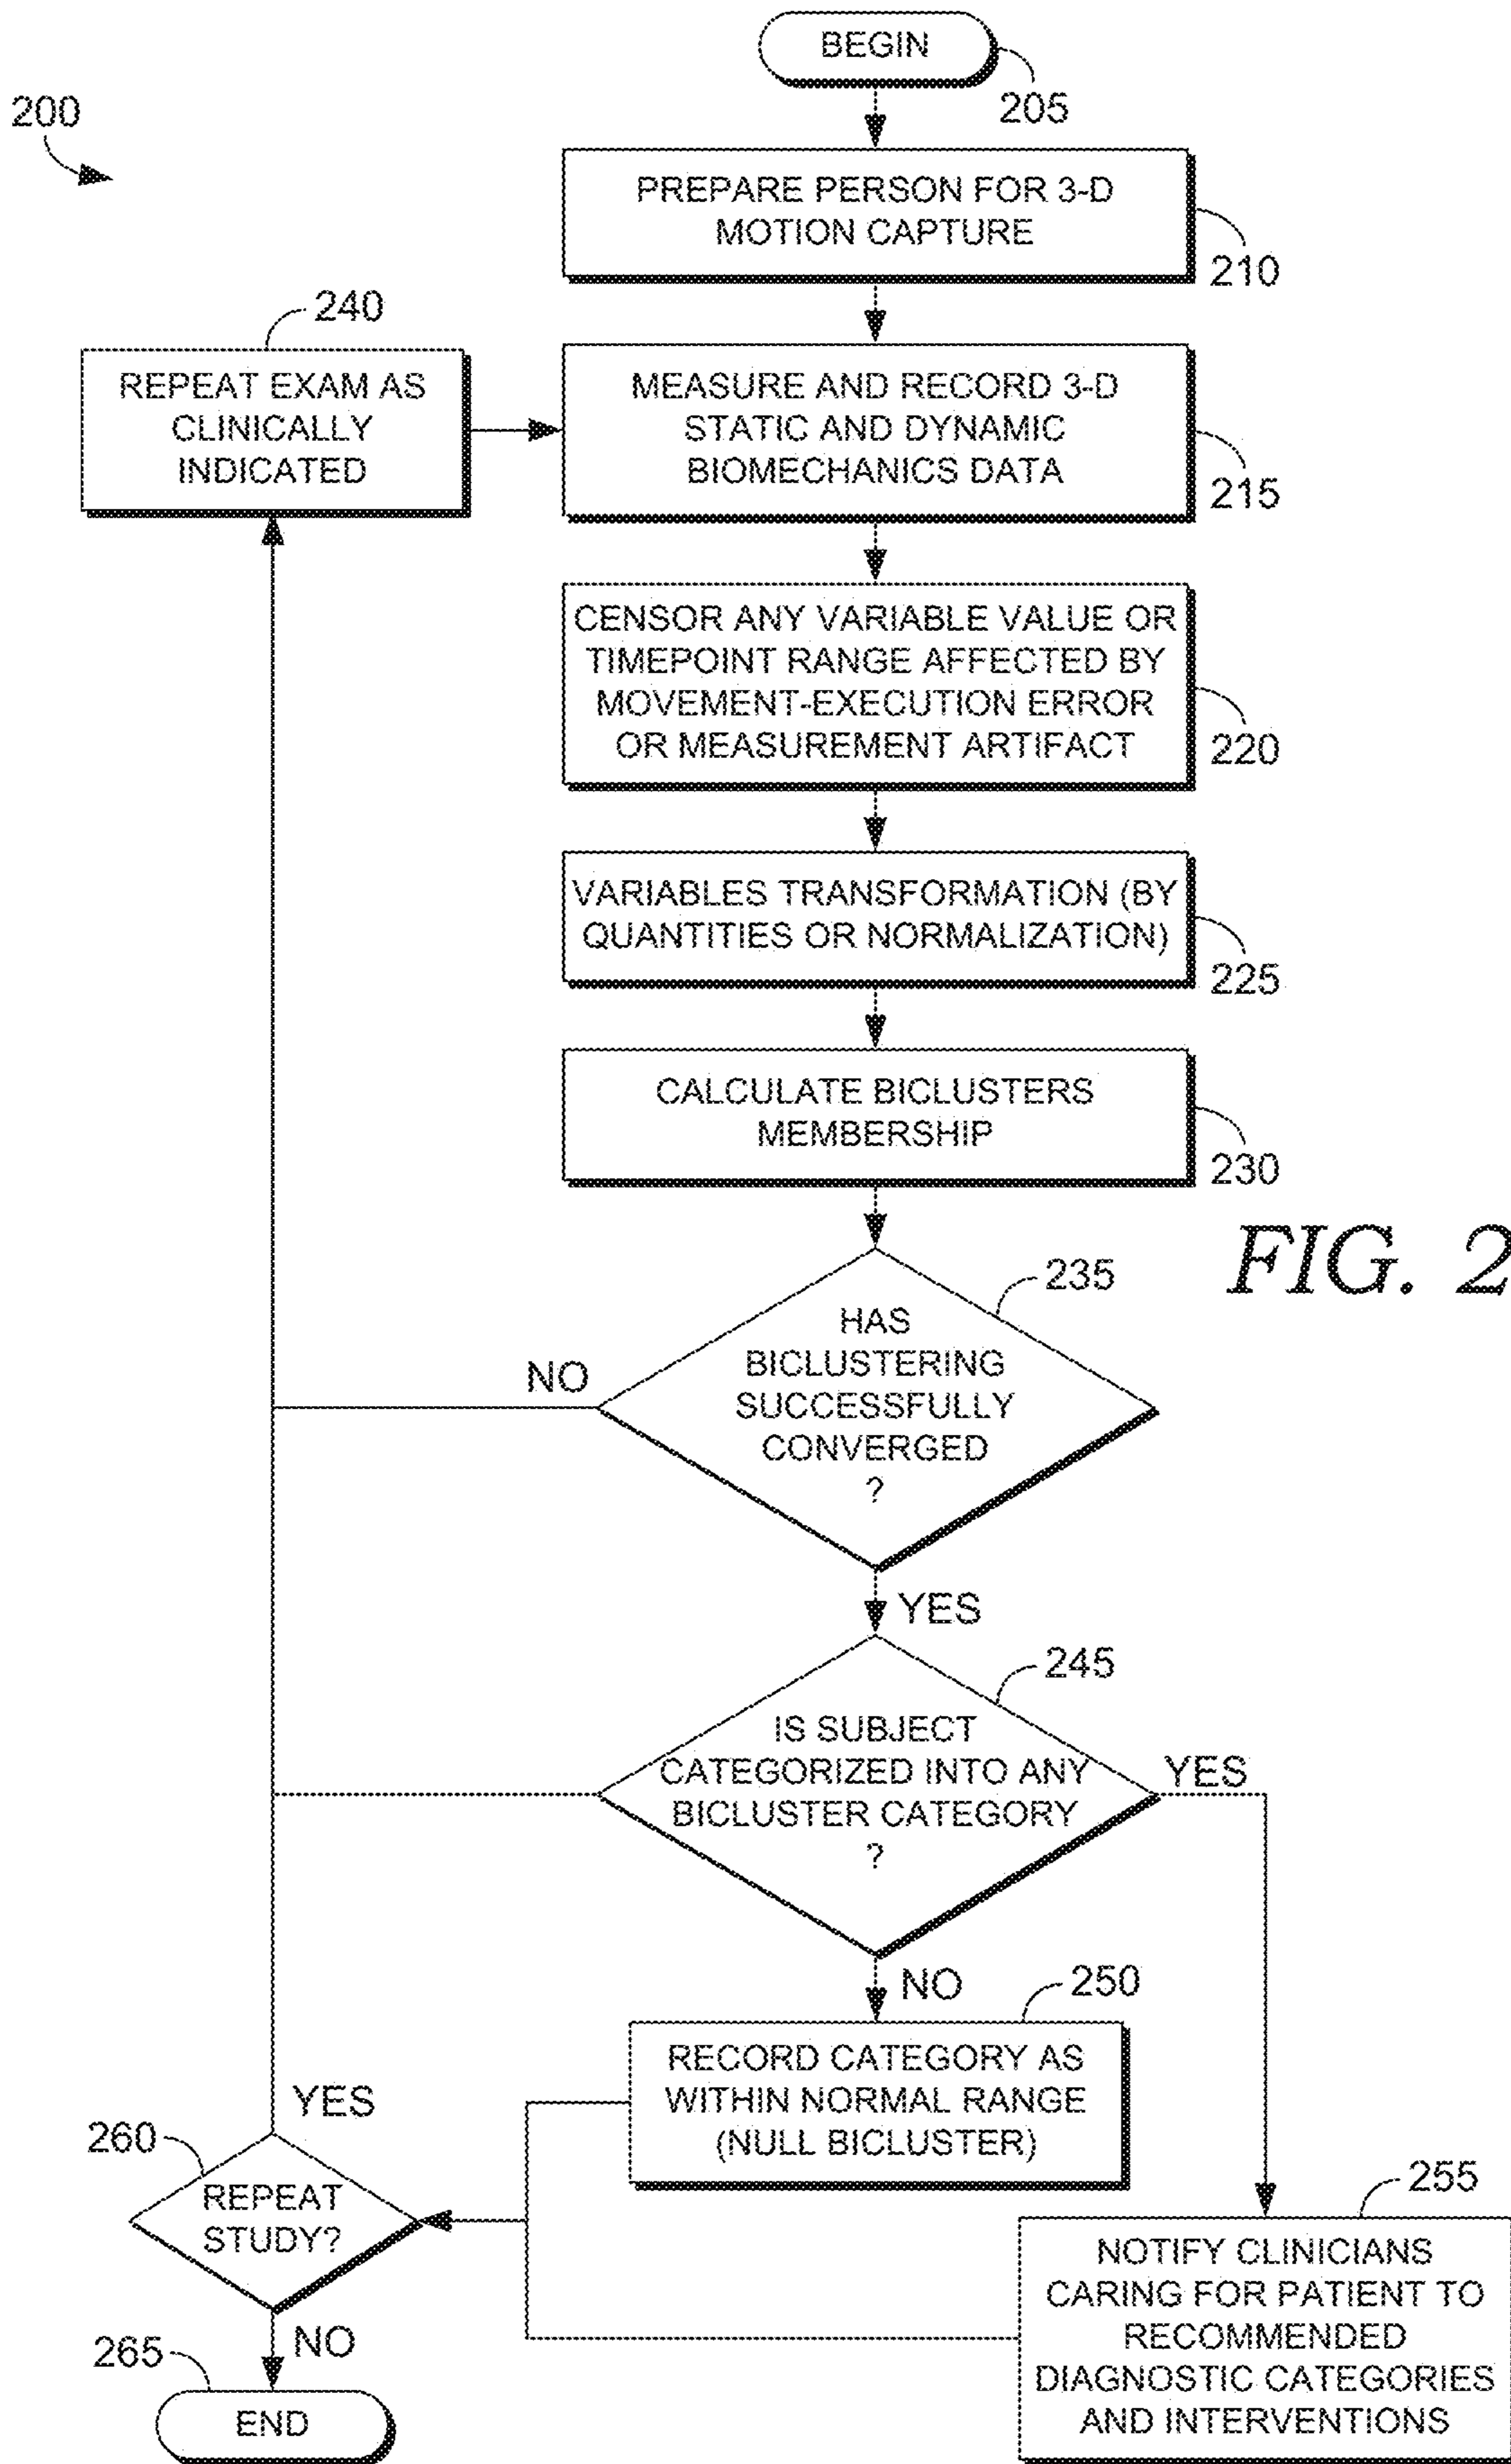 BEGIN
205
200
PREPARE PERSON FOR 3-D
MOTION CAPTURE
210
240
REPEAT EXAM AS
CLINICALLY
INDICATED
MEASURE AND RECORD 3-D
STATIC AND DYNAMIC
BIOMECHANICS DATA
215
CENSOR ANY VARIABLE VALUE OR
TIMEPOINT RANGE AFFECTED BY
MOVEMENT-EXECUTION ERROR
OR MEASUREMENT ARTIFACT
220
VARIABLES TRANSFORMATION (BY
QUANTITIES OR NORMALIZATION)
225
CALCULATE BICLUSTERS
MEMBERSHIP
230
FIG. 2
235
HAS
BICLUSTERING
SUCCESSFULLY
CONVERGED
?
NO
YES
245
IS SUBJECT
CATEGORIZED INTO ANY
BICLUSTER CATEGORY
?
YES
NO
250
RECORD CATEGORY AS
WITHIN NORMAL RANGE
(NULL BICLUSTER)
YES
260
REPEAT
STUDY?
NO
255
NOTIFY CLINICIANS
CARING FOR PATIENT TO
RECOMMENDED
DIAGNOSTIC CATEGORIES
AND INTERVENTIONS
265
END